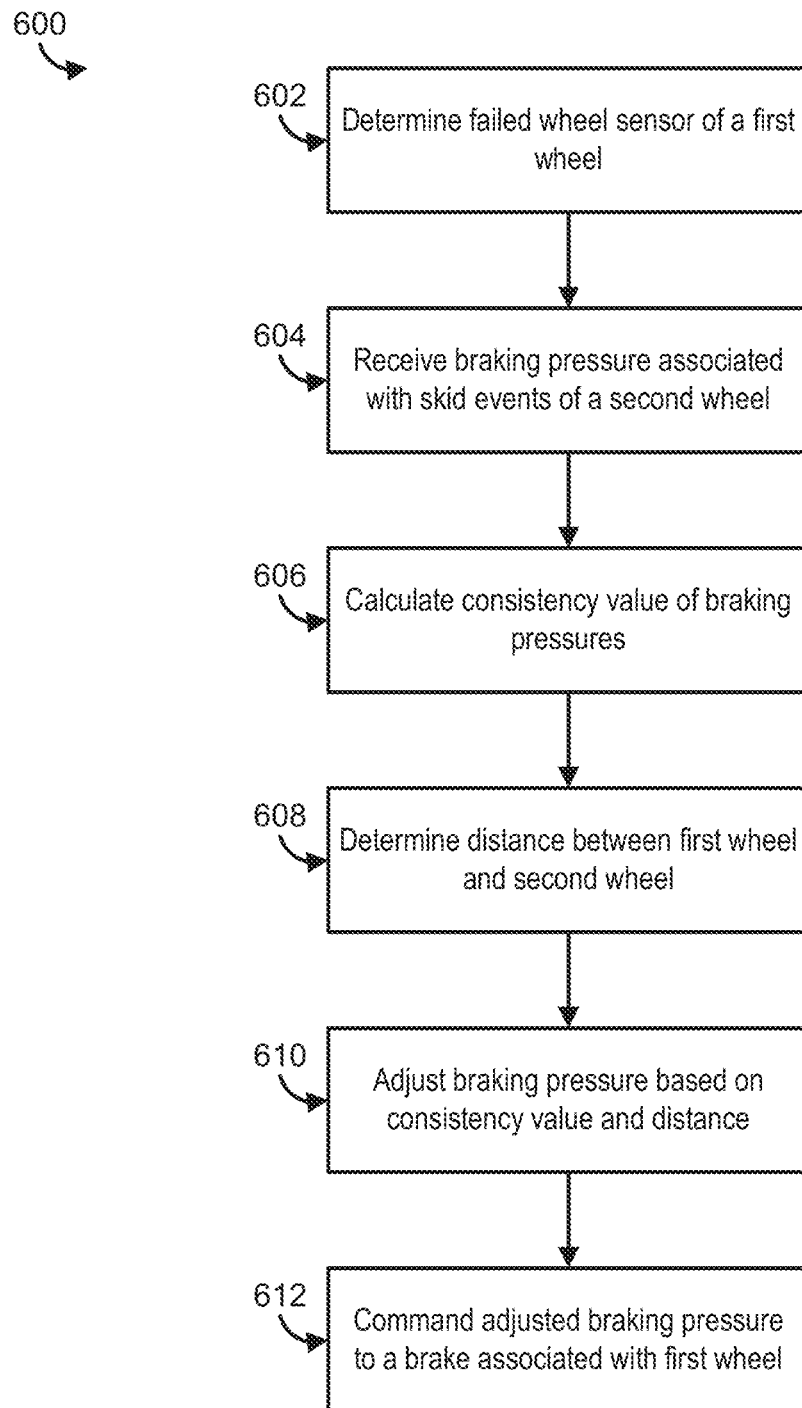 600
602
Determine failed wheel sensor of a first
wheel
604
Receive braking pressure associated
with skid events of a second wheel
606
Calculate consistency value of braking
pressures
608
Determine distance between first wheel
and second wheel
610
Adjust braking pressure based on
consistency value and distance
612
Command adjusted braking pressure
to a brake associated with first wheel